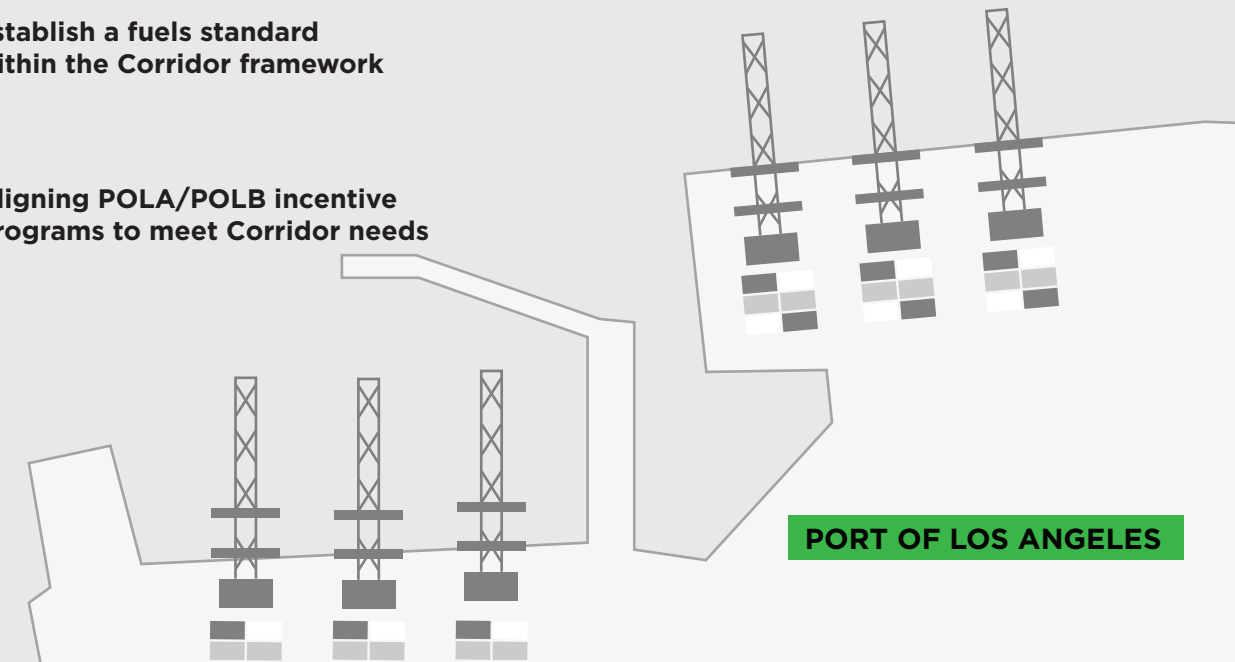 stablish a fuels standard
ithin the Corridor framework
ligning POLA/POLB incentive
rograms to meet Corridor needs
PORT OF LOS ANGELES